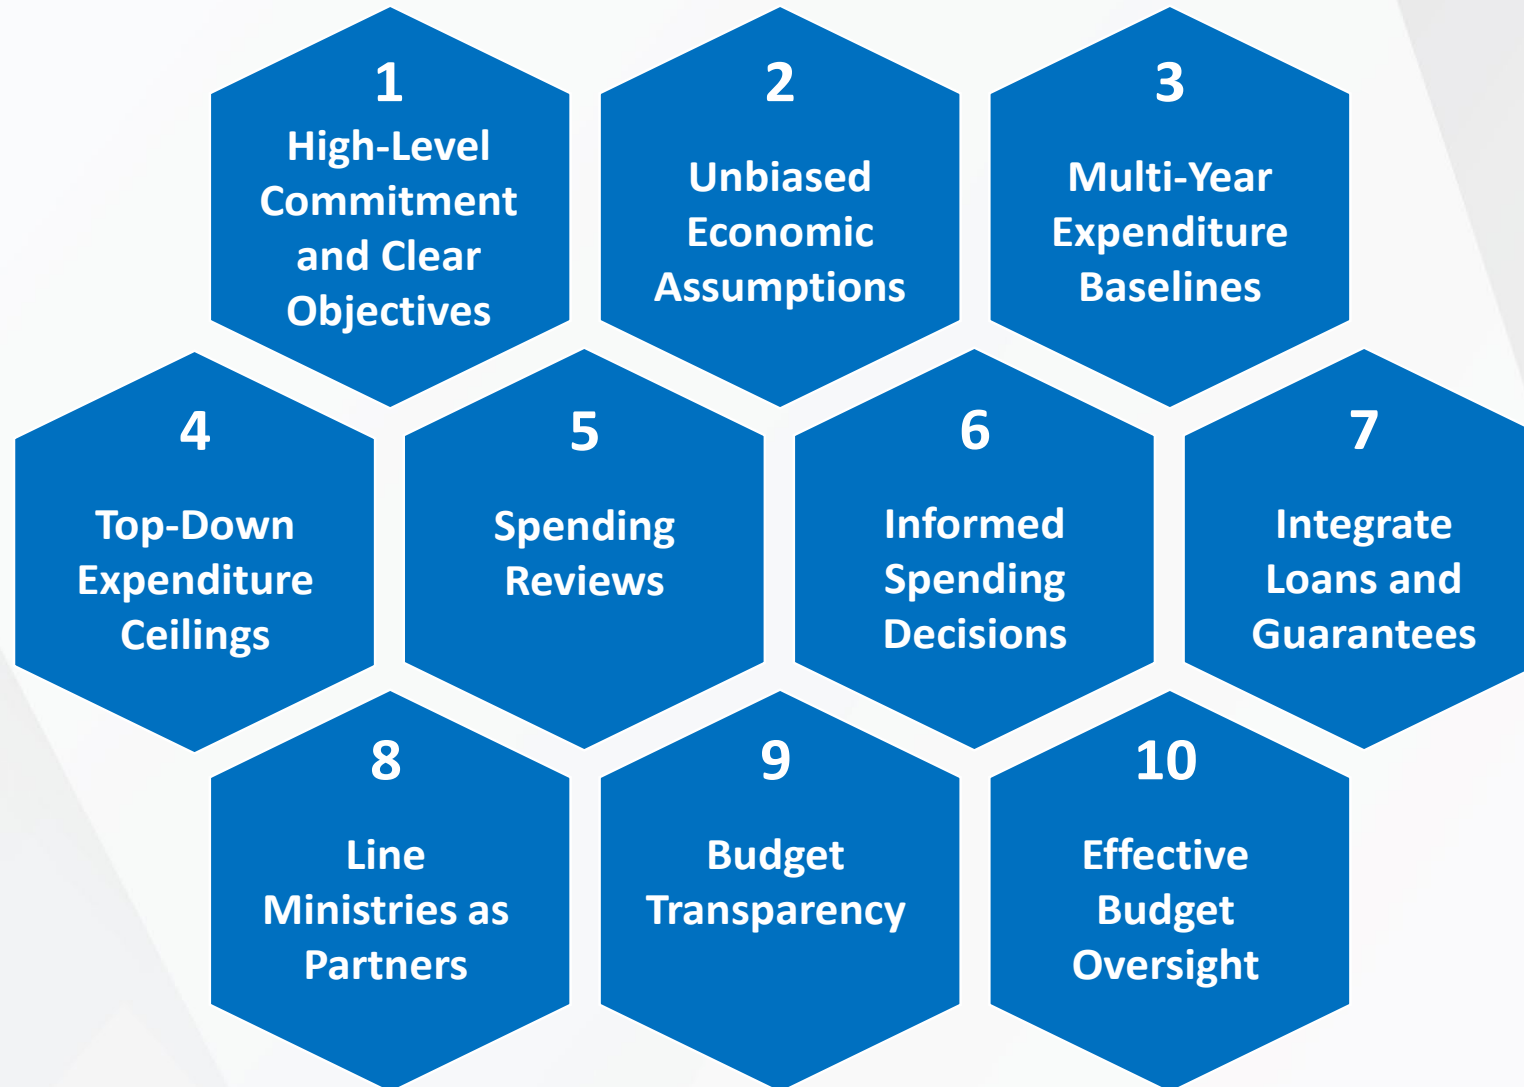 1
High-Level
Commitment
and Clear
Objectives
2
Unbiased
Economic
Assumptions
3
Multi-Year
Expenditure
Baselines
4
Top-Down
Expenditure
Ceilings
5
Spending
Reviews
6
Informed
Spending
Decisions
7
Integrate
Loans and
Guarantees
8
Line
Ministries as
Partners
9
Budget
Transparency
10
Effective
Budget
Oversight